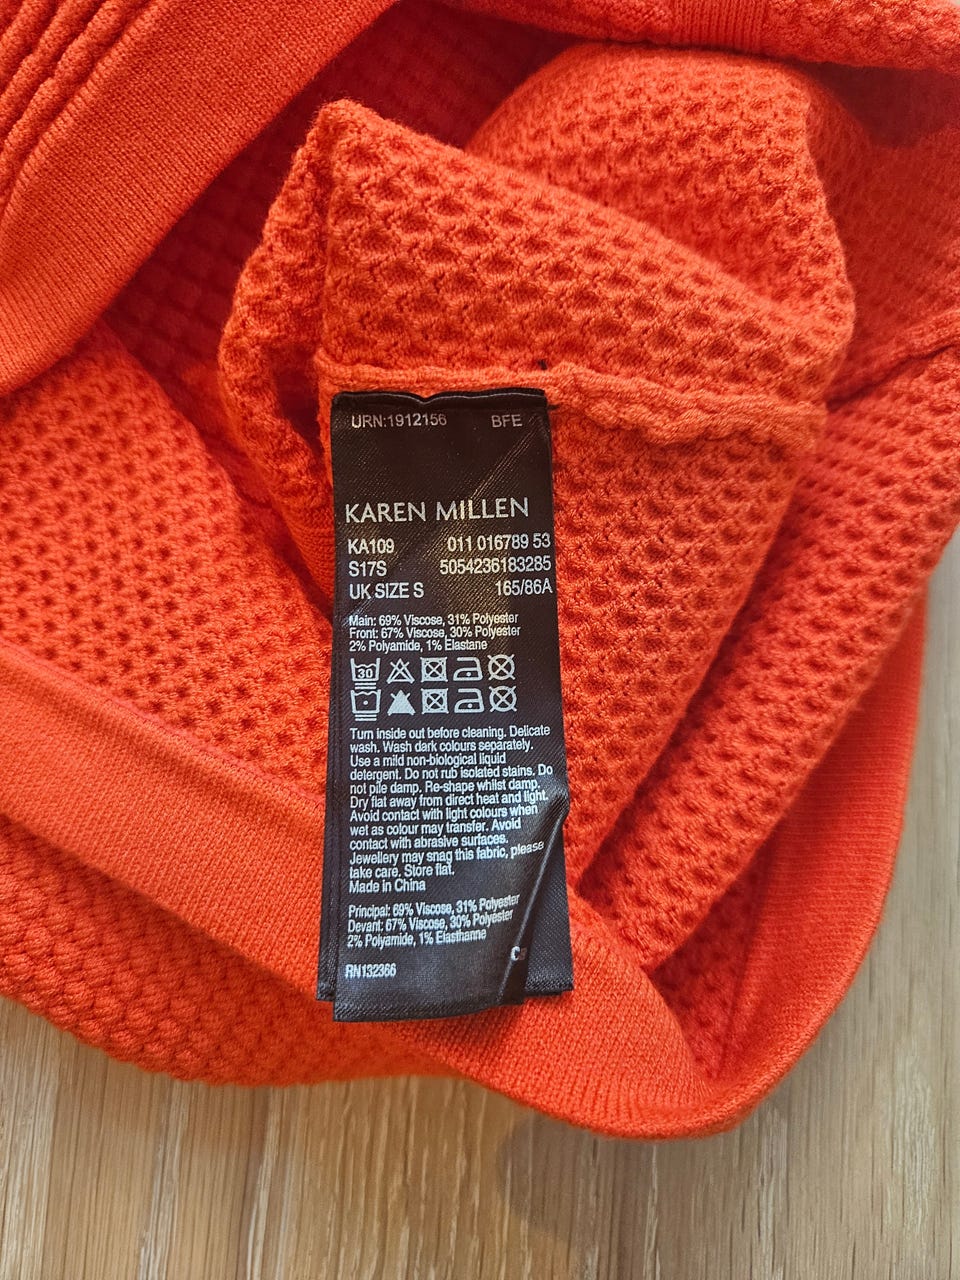 URN:1912156 BFE
KAREN MILLEN
KA109 011 016789 53
S17S 5054236183285
UK SIZE S 165/86A
Main: 69% Viscose, 31% Polyester
Front: 67% Viscose, 30% Polyester
2% Polyamide, 1% Elastane
30
Turn inside out before cleaning. Delicate
wash. Wash dark colours separately.
Use a mild non-biological liquid
detergent. Do not rub isolated stains. Do
not pile damp. Re-shape whilst damp.
Dry flat away from direct heat and light.
Avoid contact with light colours when
wet as colour may transfer. Avoid
contact with abrasive surfaces.
Jewellery may snag this fabric, please
take care. Store flat.
Made in China
Principal: 69% Viscose, 31% Polyester
Devant: 67% Viscose, 30% Polyester
2% Polyamide, 1% Elasthanne
RN132366